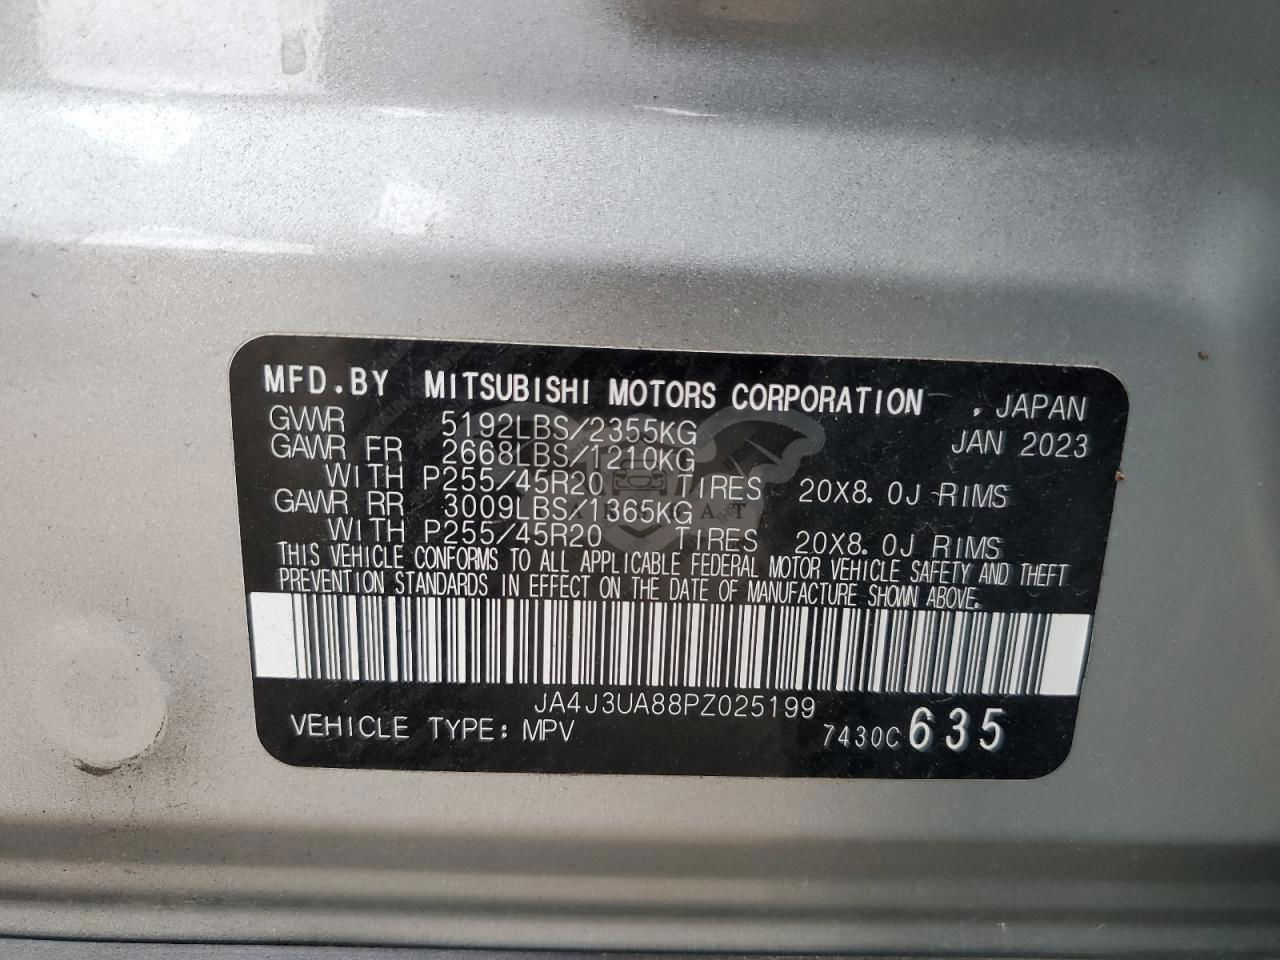 MFD.BY MITSUBISHI MOTORS CORPORATION , JAPAN
GVWR 5192LBS/2355KG JAN 2023
GAWR FR 2668LBS/1210KG
WITH P255/45R20 TIRES 20X8.0J RIMS
GAWR RR 3009LBS/1365KG
WITH P255/45R20 TIRES 20X8.0J RIMS
THIS VEHICLE CONFORMS TO ALL APPLICABLE FEDERAL MOTOR VEHICLE SAFETY AND THEFT
PREVENTION STANDARDS IN EFFECT ON THE DATE OF MANUFACTURE SHOWN ABOVE.
JA4J3UA88PZ025199
VEHICLE TYPE: MPV 7430C 635